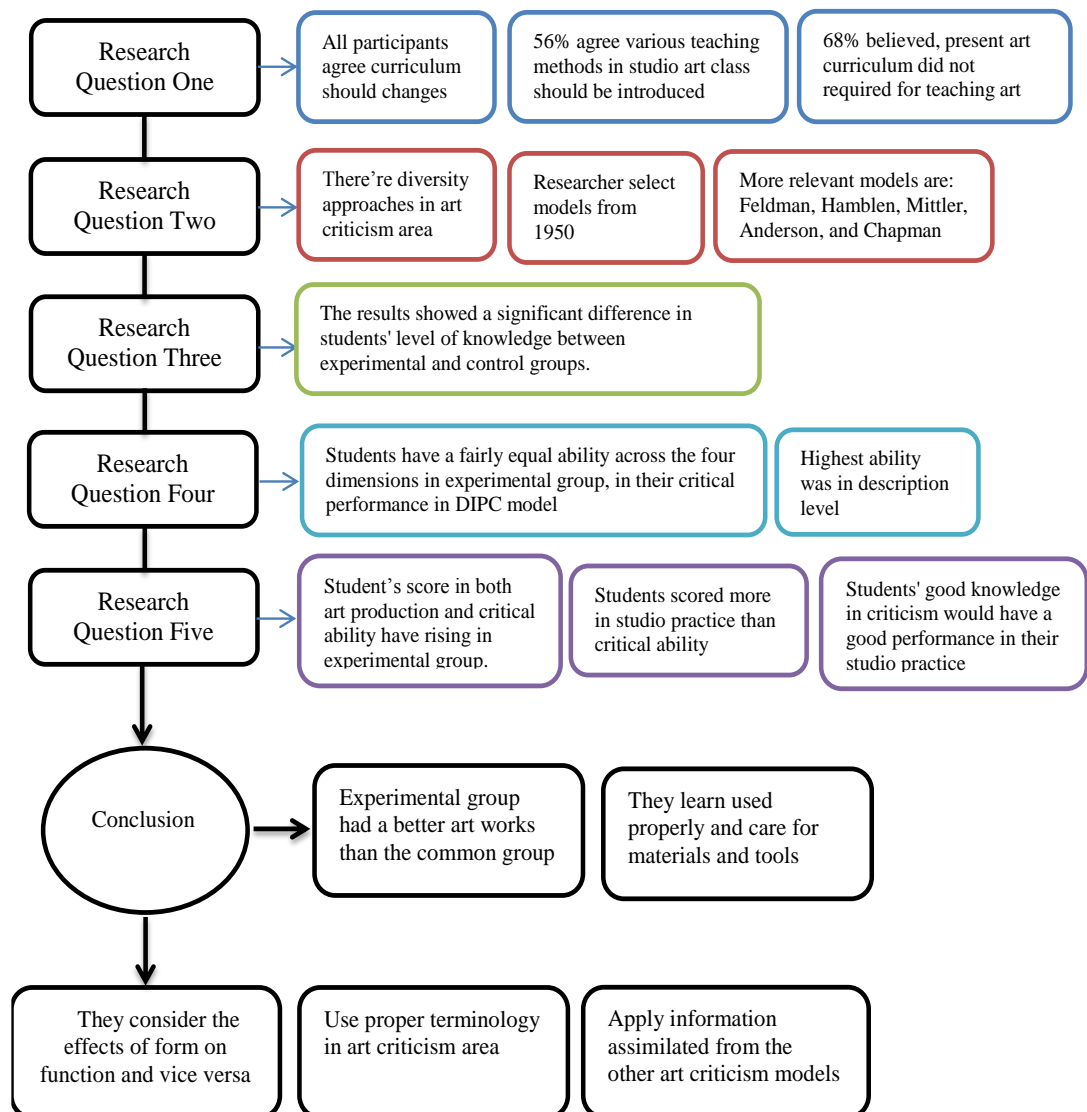 Research
Question One
All participants
agree curriculum
should changes
56% agree various teaching
methods in studio art class
should be introduced
68% believed, present art
curriculum did not
required for teaching art
Research
Question Two
There’re diversity
approaches in art
criticism area
Researcher select
models from
1950
More relevant models are:
Feldman, Hamblen, Mittler,
Anderson, and Chapman
Research
Question Three
The results showed a significant difference in
students' level of knowledge between
experimental and control groups.
Research
Question Four
Students have a fairly equal ability across the four
dimensions in experimental group, in their critical
performance in DIPC model
Highest ability
was in description
level
Research
Question Five
Student’s score in both
art production and critical
ability have rising in
experimental group.
Students scored more
in studio practice than
critical ability
Students' good knowledge
in criticism would have a
good performance in their
studio practice
Conclusion
Experimental group
had a better art works
than the common group
They learn used
properly and care for
materials and tools
They consider the
effects of form on
function and vice versa
Use proper terminology
in art criticism area
Apply information
assimilated from the
other art criticism models